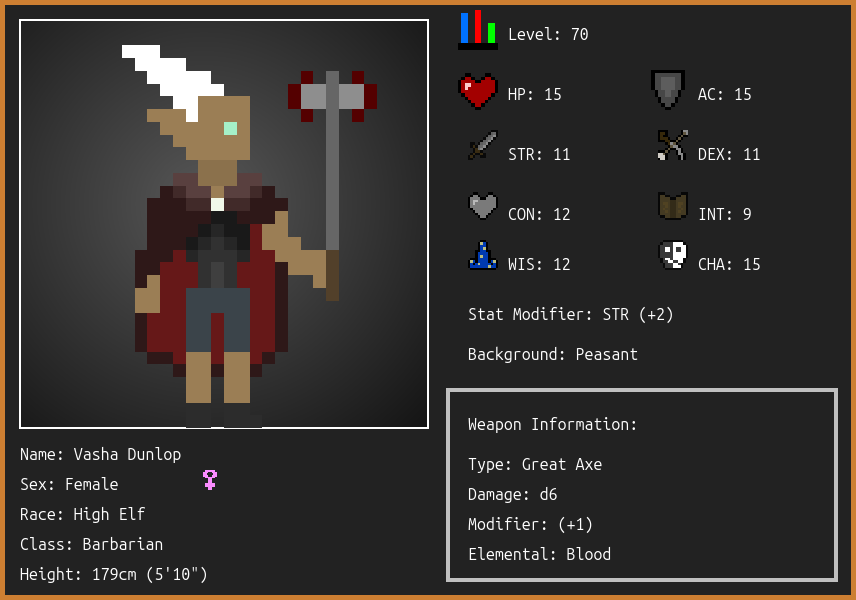 Level: 70
HP: 15
AC: 15
STR: 11
DEX: 11
CON: 12
INT: 9
WIS: 12
CHA: 15
Stat Modifier: STR (+2)
Background: Peasant
Weapon Information:
Type: Great Axe
Damage: d6
Modifier: (+1)
Elemental: Blood
Name: Vasha Dunlop
Sex: Female
Race: High Elf
Class: Barbarian
Height: 179cm (5'10")